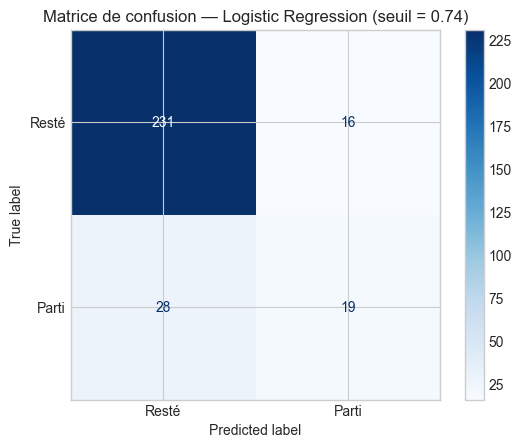 Matrice de confusion — Logistic Regression (seuil = 0.74)
True label
Resté
231
16
Parti
28
19
Resté
Parti
Predicted label
225
200
175
150
125
100
75
50
25